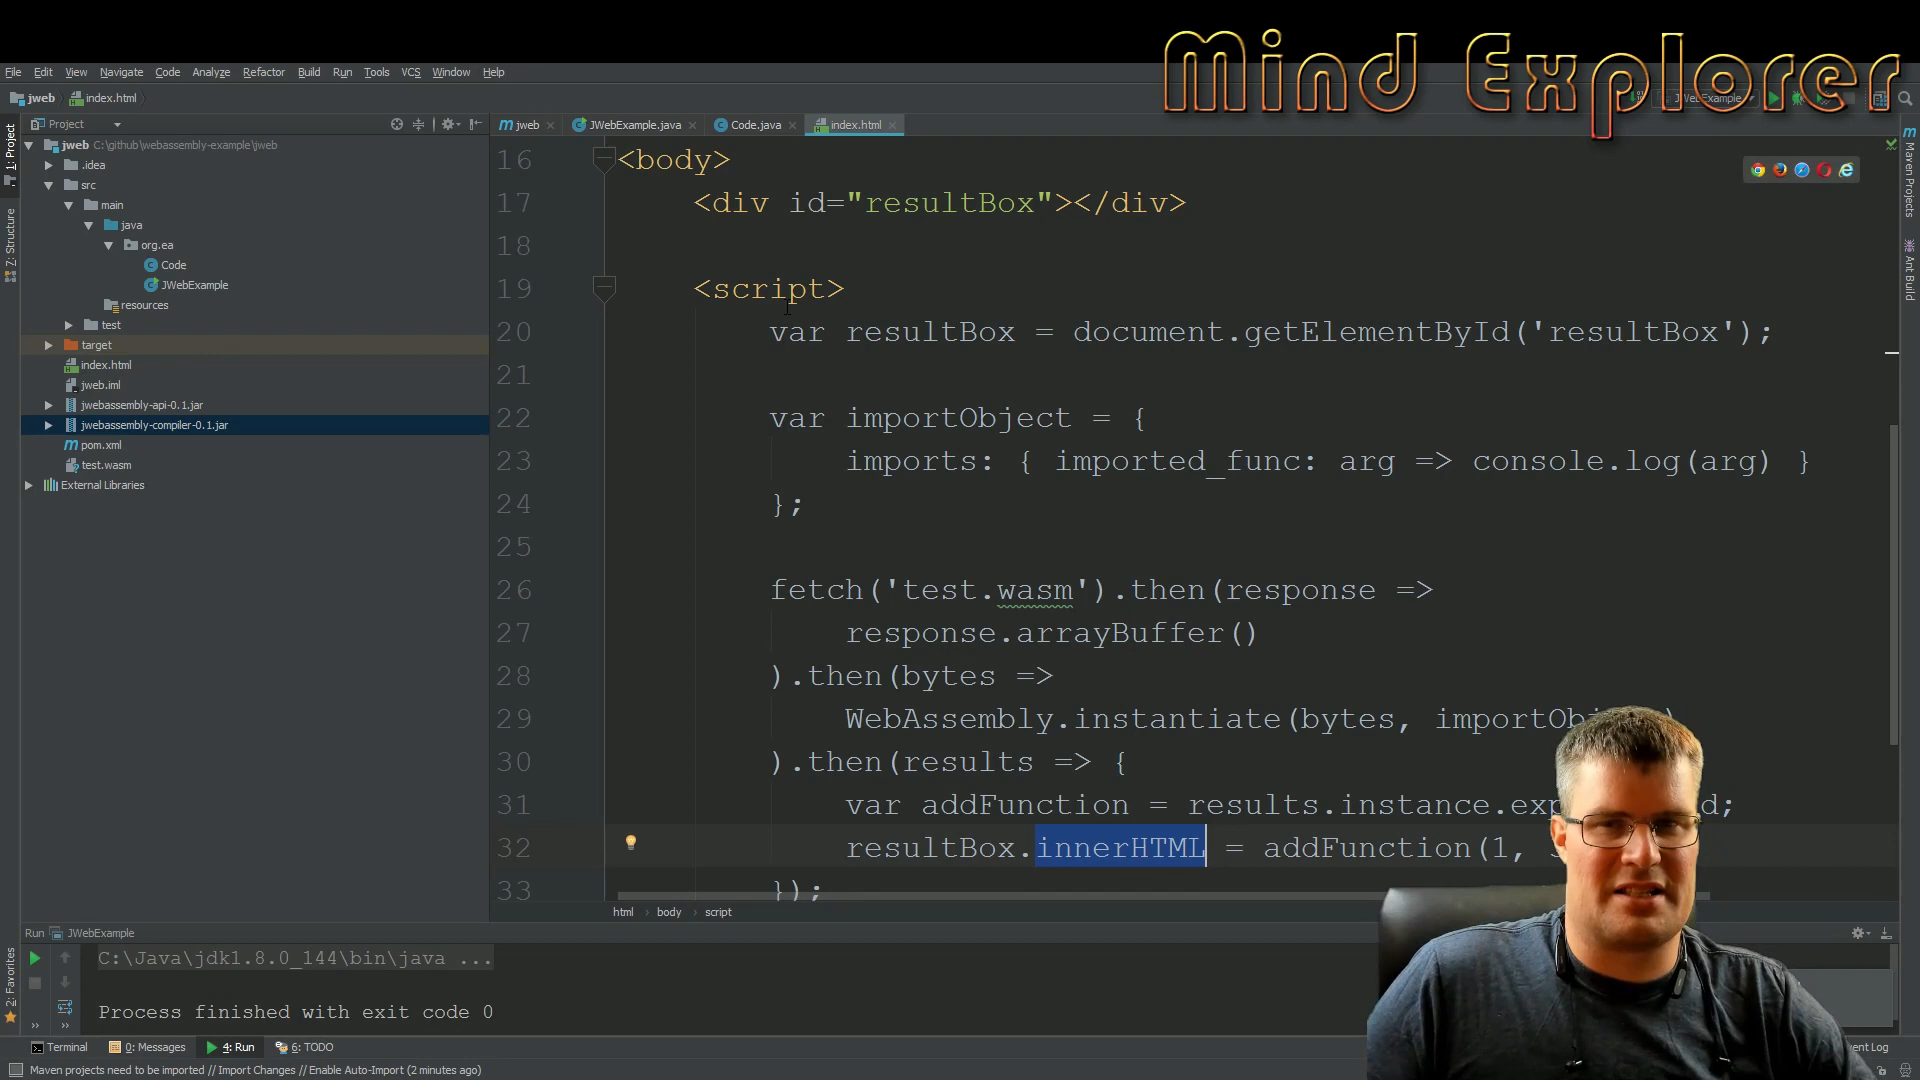 Mind Explorer
File Edit View Navigate Code Analyze Refactor Build Run Tools VCS Window Help
jweb index.html
JWebExample
Project
jweb JWebExample.java Code.java index.html
1: Project
7: Structure
2: Favorites
Maven Projects
Ant Build
jweb C:\github\webassembly-example\jweb
.idea
src
main
java
org.ea
Code
JWebExample
resources
test
target
index.html
jweb.iml
jwebassembly-api-0.1.jar
jwebassembly-compiler-0.1.jar
pom.xml
test.wasm
External Libraries
16 <body>
17 <div id="resultBox"></div>
18
19 <script>
20 var resultBox = document.getElementById('resultBox');
21
22 var importObject = {
23 imports: { imported_func: arg => console.log(arg) }
24 };
25
26 fetch('test.wasm').then(response =>
27 response.arrayBuffer()
28 ).then(bytes =>
29 WebAssembly.instantiate(bytes,
30 ).then(results => {
31 var addFunction = results.instance.
32 resultBox.innerHTML = addFunction(1,
33 });
html body script
Run JWebExample
C:\Java\jdk1.8.0_144\bin\java ...
Process finished with exit code 0
Terminal 0: Messages 4: Run 6: TODO
Log
Maven projects need to be imported // Import Changes // Enable Auto-Import (2 minutes ago)